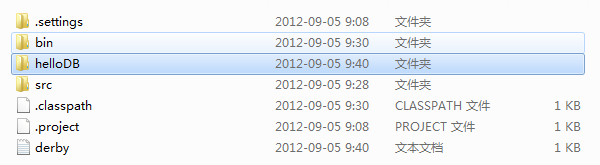 .settings 2012-09-05 9:08 文件夹
bin 2012-09-05 9:30 文件夹
helloDB 2012-09-05 9:40 文件夹
src 2012-09-05 9:28 文件夹
.classpath 2012-09-05 9:30 CLASSPATH 文件 1 KB
.project 2012-09-05 9:08 PROJECT 文件 1 KB
derby 2012-09-05 9:40 文本文档 1 KB